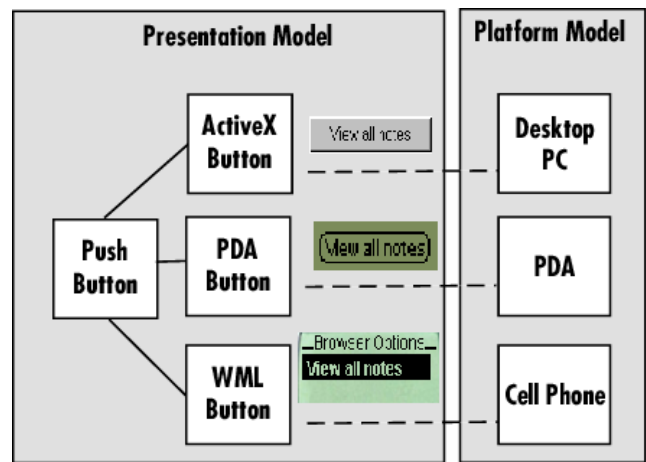 Presentation Model
Platform Model
ActiveX
Button
View all notes
Desktop
PC
Push
Button
PDA
Button
View all notes
PDA
WML
Button
Browser Options
View all notes
Cell Phone